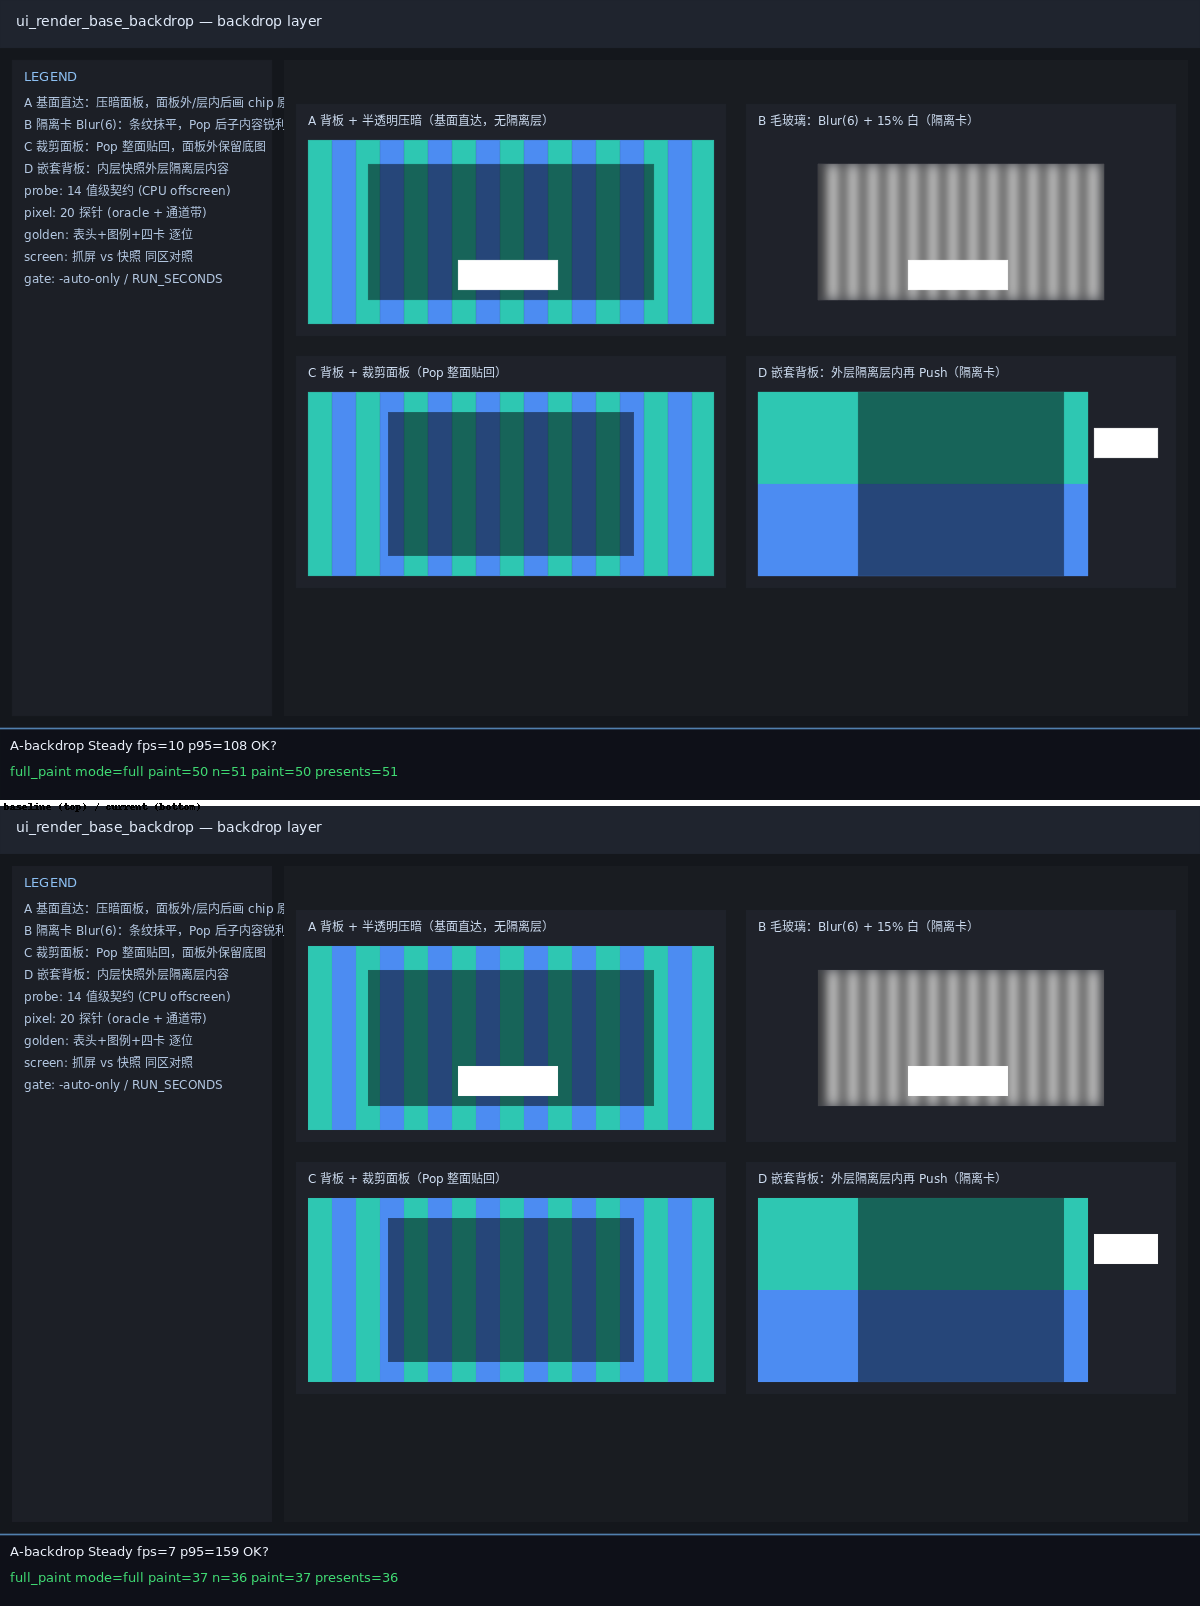 ui_render_base_backdrop — backdrop layer
LEGEND
A 基面直达：压暗面板，面板外/层内后画 chip 原
B 隔离卡 Blur(6)：条纹抹平，Pop 后子内容锐利
C 裁剪面板：Pop 整面贴回，面板外保留底图
D 嵌套背板：内层快照外层隔离层内容
probe: 14 值级契约 (CPU offscreen)
pixel: 20 探针 (oracle + 通道带)
golden: 表头+图例+四卡 逐位
screen: 抓屏 vs 快照 同区对照
gate: -auto-only / RUN_SECONDS
A 背板 + 半透明压暗（基面直达，无隔离层）
B 毛玻璃：Blur(6) + 15% 白（隔离卡）
C 背板 + 裁剪面板（Pop 整面贴回）
D 嵌套背板：外层隔离层内再 Push（隔离卡）
A-backdrop Steady fps=10 p95=108 OK?
full_paint mode=full paint=50 n=51 paint=50 presents=51
baseline (top) / current (bottom)
ui_render_base_backdrop — backdrop layer
LEGEND
A 基面直达：压暗面板，面板外/层内后画 chip 原
B 隔离卡 Blur(6)：条纹抹平，Pop 后子内容锐利
C 裁剪面板：Pop 整面贴回，面板外保留底图
D 嵌套背板：内层快照外层隔离层内容
probe: 14 值级契约 (CPU offscreen)
pixel: 20 探针 (oracle + 通道带)
golden: 表头+图例+四卡 逐位
screen: 抓屏 vs 快照 同区对照
gate: -auto-only / RUN_SECONDS
A 背板 + 半透明压暗（基面直达，无隔离层）
B 毛玻璃：Blur(6) + 15% 白（隔离卡）
C 背板 + 裁剪面板（Pop 整面贴回）
D 嵌套背板：外层隔离层内再 Push（隔离卡）
A-backdrop Steady fps=7 p95=159 OK?
full_paint mode=full paint=37 n=36 paint=37 presents=36